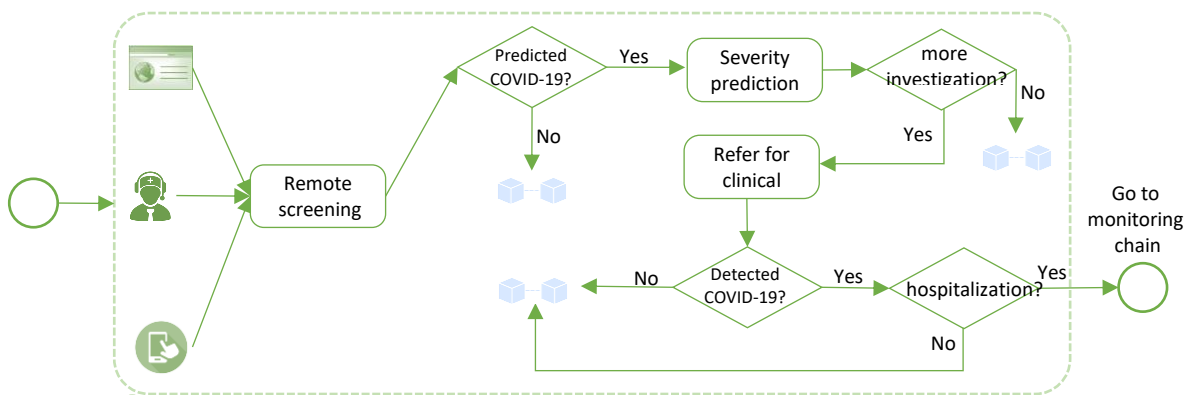 Predicted
COVID-19?
Yes
Severity
prediction
more
investigation?
No
No
Yes
Remote
screening
Refer for
clinical
Go to
monitoring
chain
No
Detected
COVID-19?
Yes
hospitalization?
Yes
No